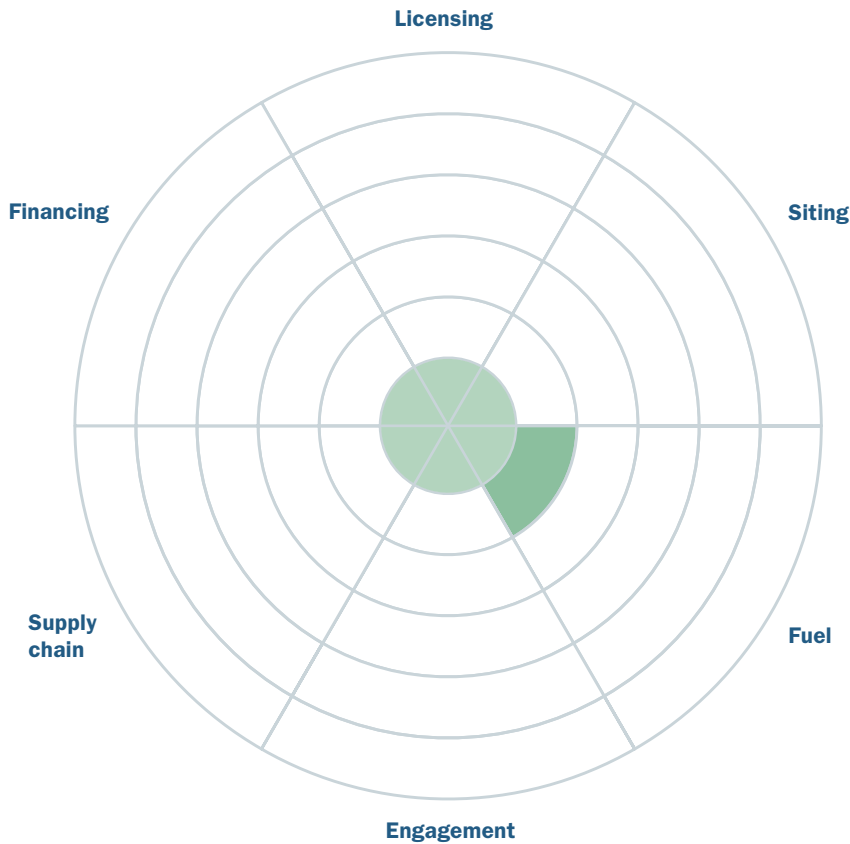 Licensing
Financing
Siting
Supply
chain
Fuel
Engagement